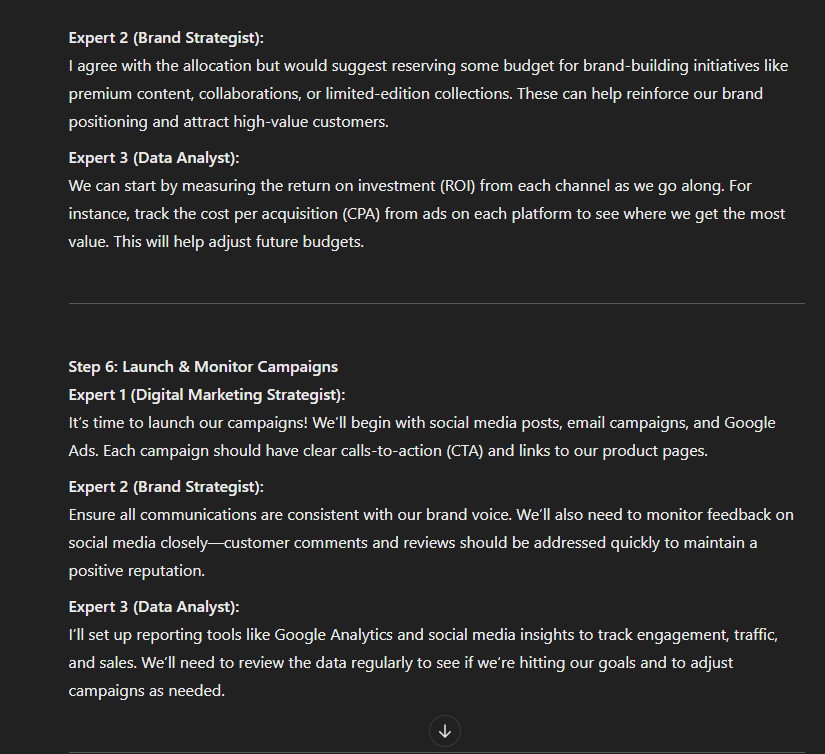 Expert 2 (Brand Strategist):
I agree with the allocation but would suggest reserving some budget for brand-building initiatives like
premium content, collaborations, or limited-edition collections. These can help reinforce our brand
positioning and attract high-value customers.
Expert 3 (Data Analyst):
We can start by measuring the return on investment (ROI) from each channel as we go along. For
instance, track the cost per acquisition (CPA) from ads on each platform to see where we get the most
value. This will help adjust future budgets.
Step 6: Launch & Monitor Campaigns
Expert 1 (Digital Marketing Strategist):
It's time to launch our campaigns! We'll begin with social media posts, email campaigns, and Google
Ads. Each campaign should have clear calls-to-action (CTA) and links to our product pages.
Expert 2 (Brand Strategist):
Ensure all communications are consistent with our brand voice. We'll also need to monitor feedback on
social media closely—customer comments and reviews should be addressed quickly to maintain a
positive reputation.
Expert 3 (Data Analyst):
I'll set up reporting tools like Google Analytics and social media insights to track engagement, traffic,
and sales. We'll need to review the data regularly to see if we're hitting our goals and to adjust
campaigns as needed.